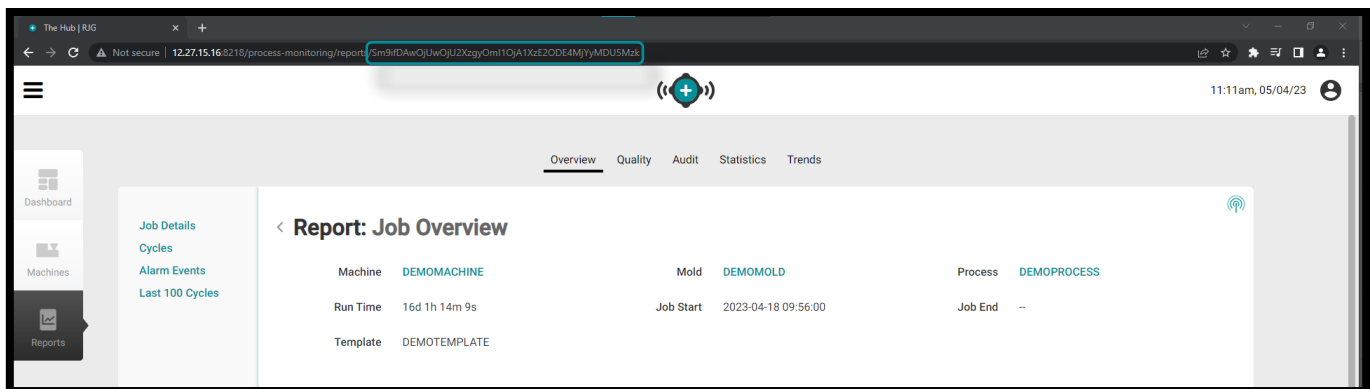 The Hub | RJG
Not secure | 12.27.15.16:8218/process-monitoring/reports/Sm9ifDAwOjUwOjU2XzgyOmI1OjA1XzE2ODE4MjYyMDU5Mzk
11:11am, 05/04/23
Overview Quality Audit Statistics Trends
Dashboard
Machines
Reports
Job Details
Cycles
Alarm Events
Last 100 Cycles
< Report: Job Overview
Machine DEMOMACHINE Mold DEMOMOLD Process DEMOPROCESS
Run Time 16d 1h 14m 9s Job Start 2023-04-18 09:56:00 Job End --
Template DEMOTEMPLATE